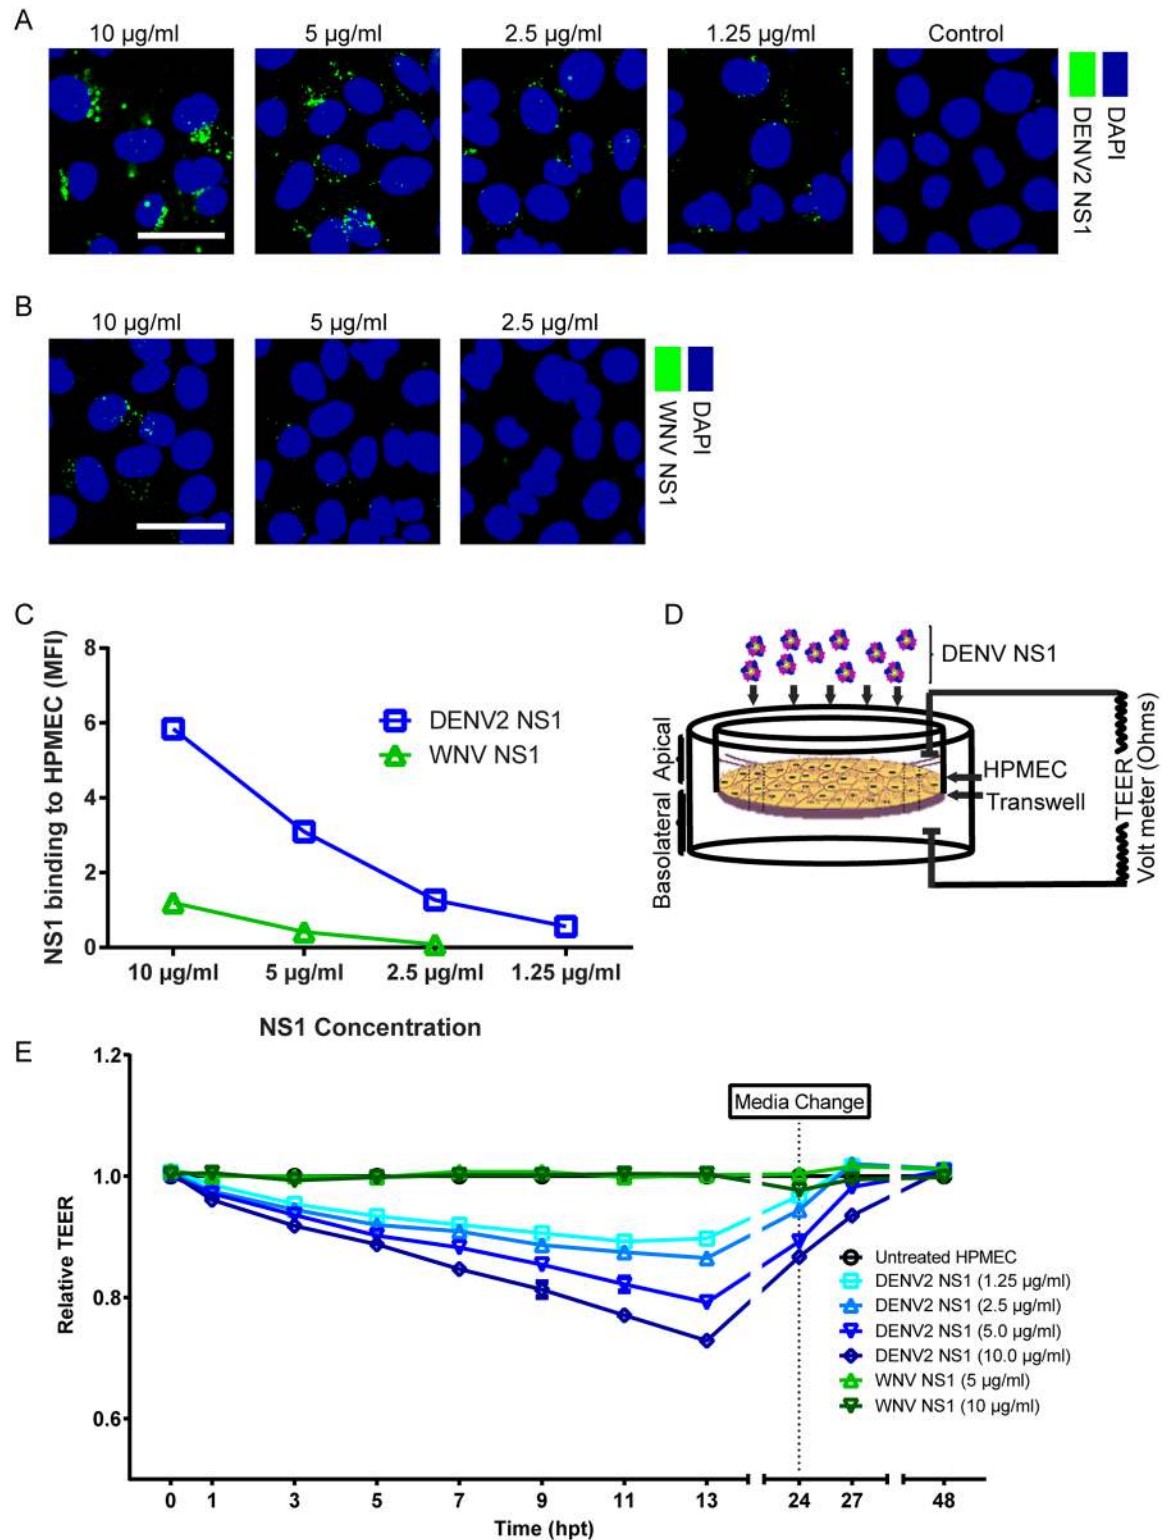 A
10 µg/ml
5 µg/ml
2.5 µg/ml
1.25 µg/ml
Control
DENV2 NS1
DAPI
B
10 µg/ml
5 µg/ml
2.5 µg/ml
WNV NS1
DAPI
C
NS1 binding to HPMEC (MFI)
8
6
4
2
0
DENV2 NS1
WNV NS1
10 µg/ml
5 µg/ml
2.5 µg/ml
1.25 µg/ml
NS1 Concentration
D
DENV NS1
Apical
Basolateral
HPMEC
Transwell
TEER
Volt meter (Ohms)
E
Relative TEER
1.2
1.0
0.8
0.6
Media Change
Untreated HPMEC
DENV2 NS1 (1.25 µg/ml)
DENV2 NS1 (2.5 µg/ml)
DENV2 NS1 (5.0 µg/ml)
DENV2 NS1 (10.0 µg/ml)
WNV NS1 (5 µg/ml)
WNV NS1 (10 µg/ml)
0 1 3 5 7 9 11 13 24 27 48
Time (hpt)